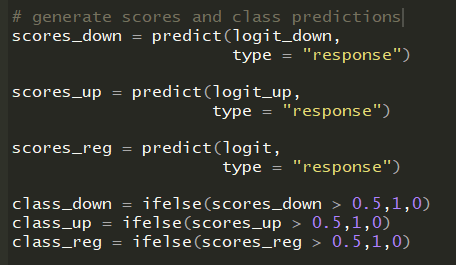 # generate scores and class predictions
scores_down = predict(logit_down,
type = "response")
scores_up = predict(logit_up,
type = "response")
scores_reg = predict(logit,
type = "response")
class_down = ifelse(scores_down > 0.5,1,0)
class_up = ifelse(scores_up > 0.5,1,0)
class_reg = ifelse(scores_reg > 0.5,1,0)